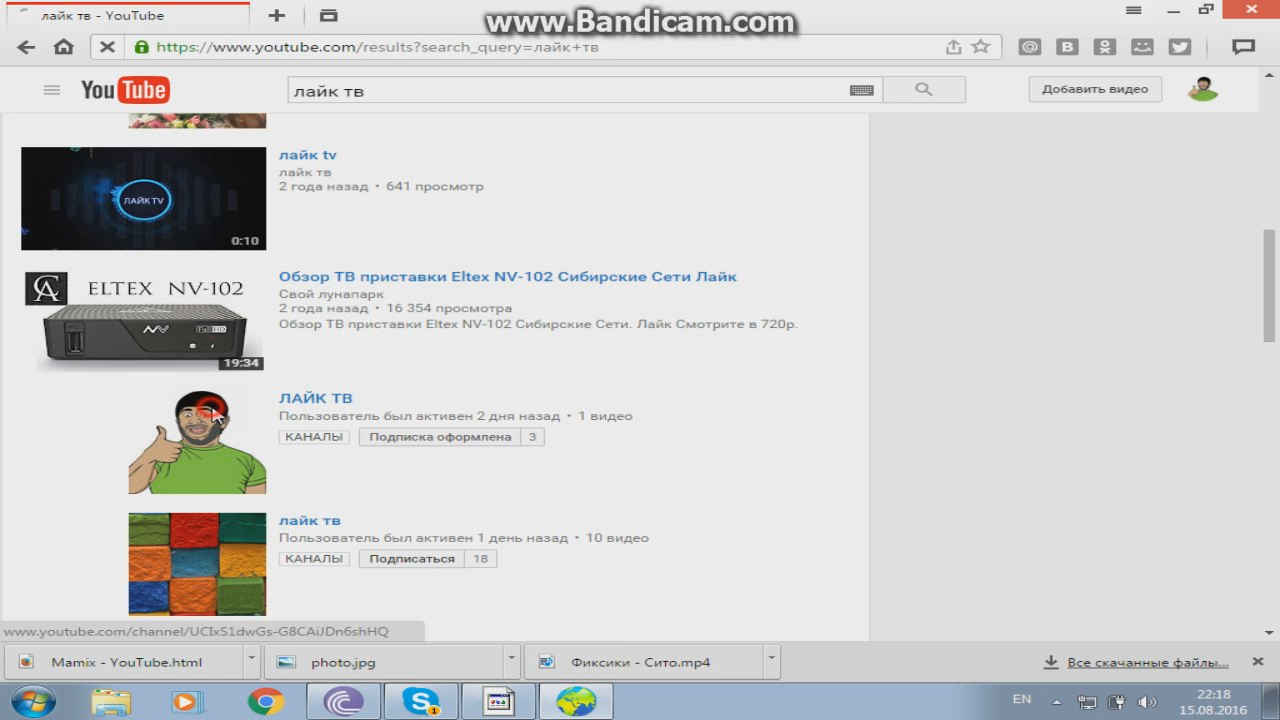 www.Bandicam.com
лайк тв - YouTube
https://www.youtube.com/results?search_query=лайк+тв
YouTube
лайк тв
Добавить видео
ЛАЙК TV
0:10
лайк tv
лайк тв
2 года назад • 641 просмотр
ELTEX NV-102
19:34
Обзор ТВ приставки Eltex NV-102 Сибирские Сети Лайк
Свой лунапарк
2 года назад • 16 354 просмотра
Обзор ТВ приставки Eltex NV-102 Сибирские Сети. Лайк Смотрите в 720р.
ЛАЙК ТВ
Пользователь был активен 2 дня назад • 1 видео
КАНАЛЫ Подписка оформлена 3
лайк тв
Пользователь был активен 1 день назад • 10 видео
КАНАЛЫ Подписаться 18
www.youtube.com/channel/UCIxS1dwGs-G8CAiJDn6shHQ
Mamix - YouTube.html
photo.jpg
Фиксики - Сито.mp4
Все скачанные файлы...
EN
22:18
15.08.2016